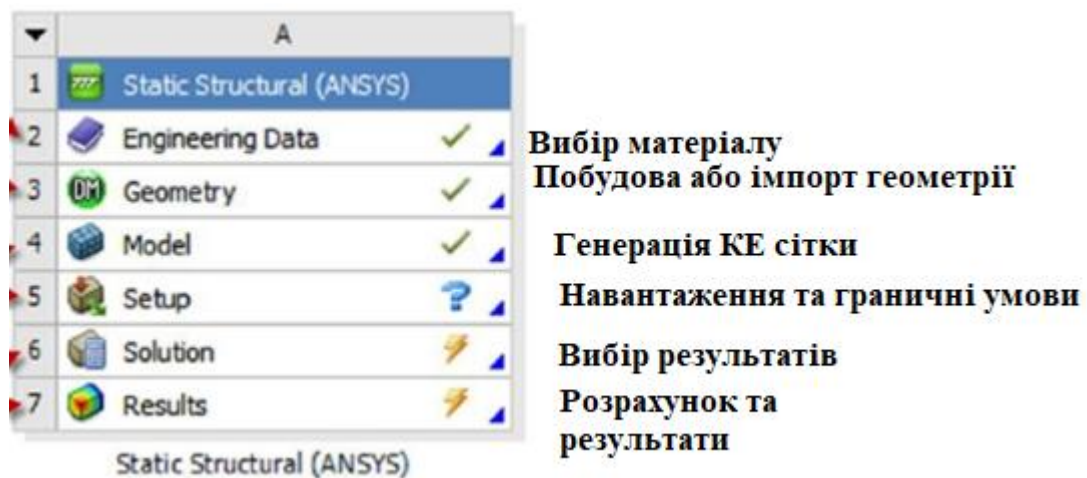 A
1 Static Structural (ANSYS)
2 Engineering Data Вибір матеріалу
3 DM Geometry Побудова або імпорт геометрії
4 Model Генерація КЕ сітки
5 Setup ? Навантаження та граничні умови
6 Solution Вибір результатів
7 Results Розрахунок та
результати
Static Structural (ANSYS)